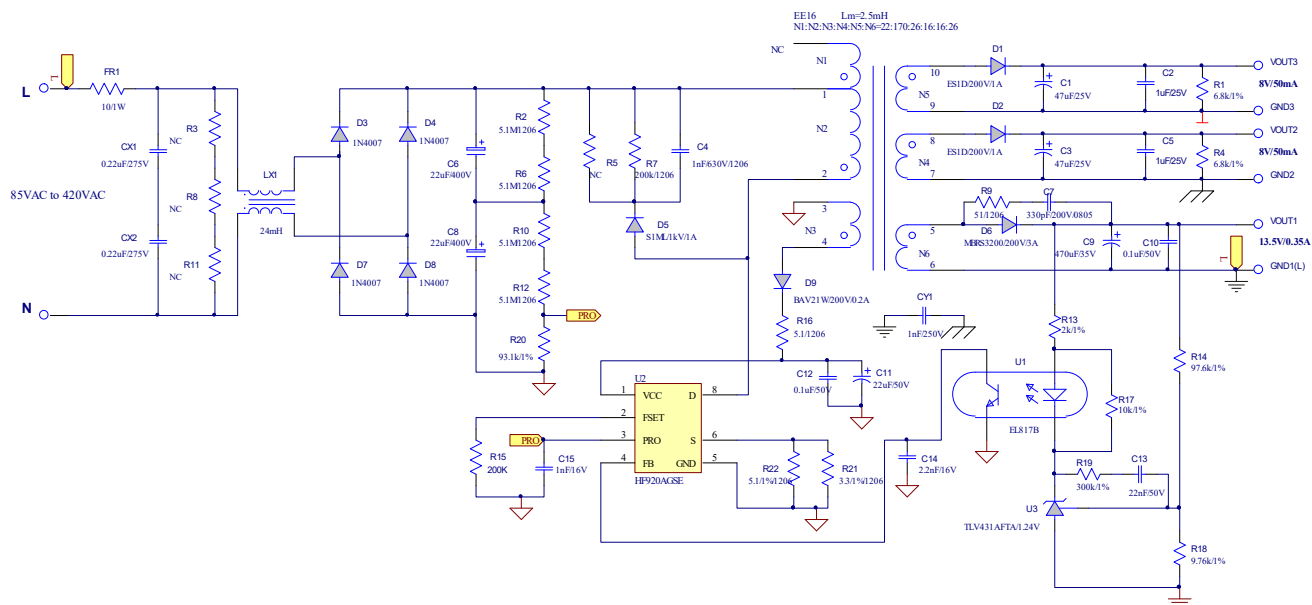 EE16 Lm=2.5mH
N1:N2:N3:N4:N5:N6=22:170:26:16:16:26
L
L
FR1
10/1W
R3
NC
CX1
0.22uF/275V
R8
NC
85VAC to 420VAC
CX2
0.22uF/275V
R11
NC
N
LX1
24mH
D3
1N4007
D4
1N4007
D7
1N4007
D8
1N4007
C6
22uF/400V
C8
22uF/400V
R2
5.1M1206
R6
5.1M1206
R10
5.1M1206
R12
5.1M1206
PRO
R20
93.1k/1%
R5
NC
R7
200k/1206
C4
1nF/630V/1206
D5
S1ML/1kV/1A
NC
N1
1
N2
2
3
N3
4
10
N5
9
8
N4
7
5
N6
6
D1
ES1D/200V/1A
D2
ES1D/200V/1A
C1
47uF/25V
C2
1uF/25V
R1
6.8k/1%
VOUT3
8V/50mA
GND3
C3
47uF/25V
C5
1uF/25V
R4
6.8k/1%
VOUT2
8V/50mA
GND2
R9
51/1206
C7
330pF/200V/0805
D6
MBRS3200/200V/3A
C9
470uF/35V
C10
0.1uF/50V
VOUT1
13.5V/0.35A
L
GND1(L)
D9
BAV21W/200V/0.2A
R16
5.1/1206
CY1
1nF/250V
C12
0.1uF/50V
C11
22uF/50V
R13
2k/1%
U1
EL817B
R17
10k/1%
R14
97.6k/1%
U2
1 VCC D 8
2 FSET
3 PRO S 6
4 FB GND 5
HF920AGSE
PRO
R15
200K
C15
1nF/16V
R22
5.1/1%/1206
R21
3.3/1%/1206
C14
2.2nF/16V
R19
300k/1%
C13
22nF/50V
U3
TLV431AFTA/1.24V
R18
9.76k/1%